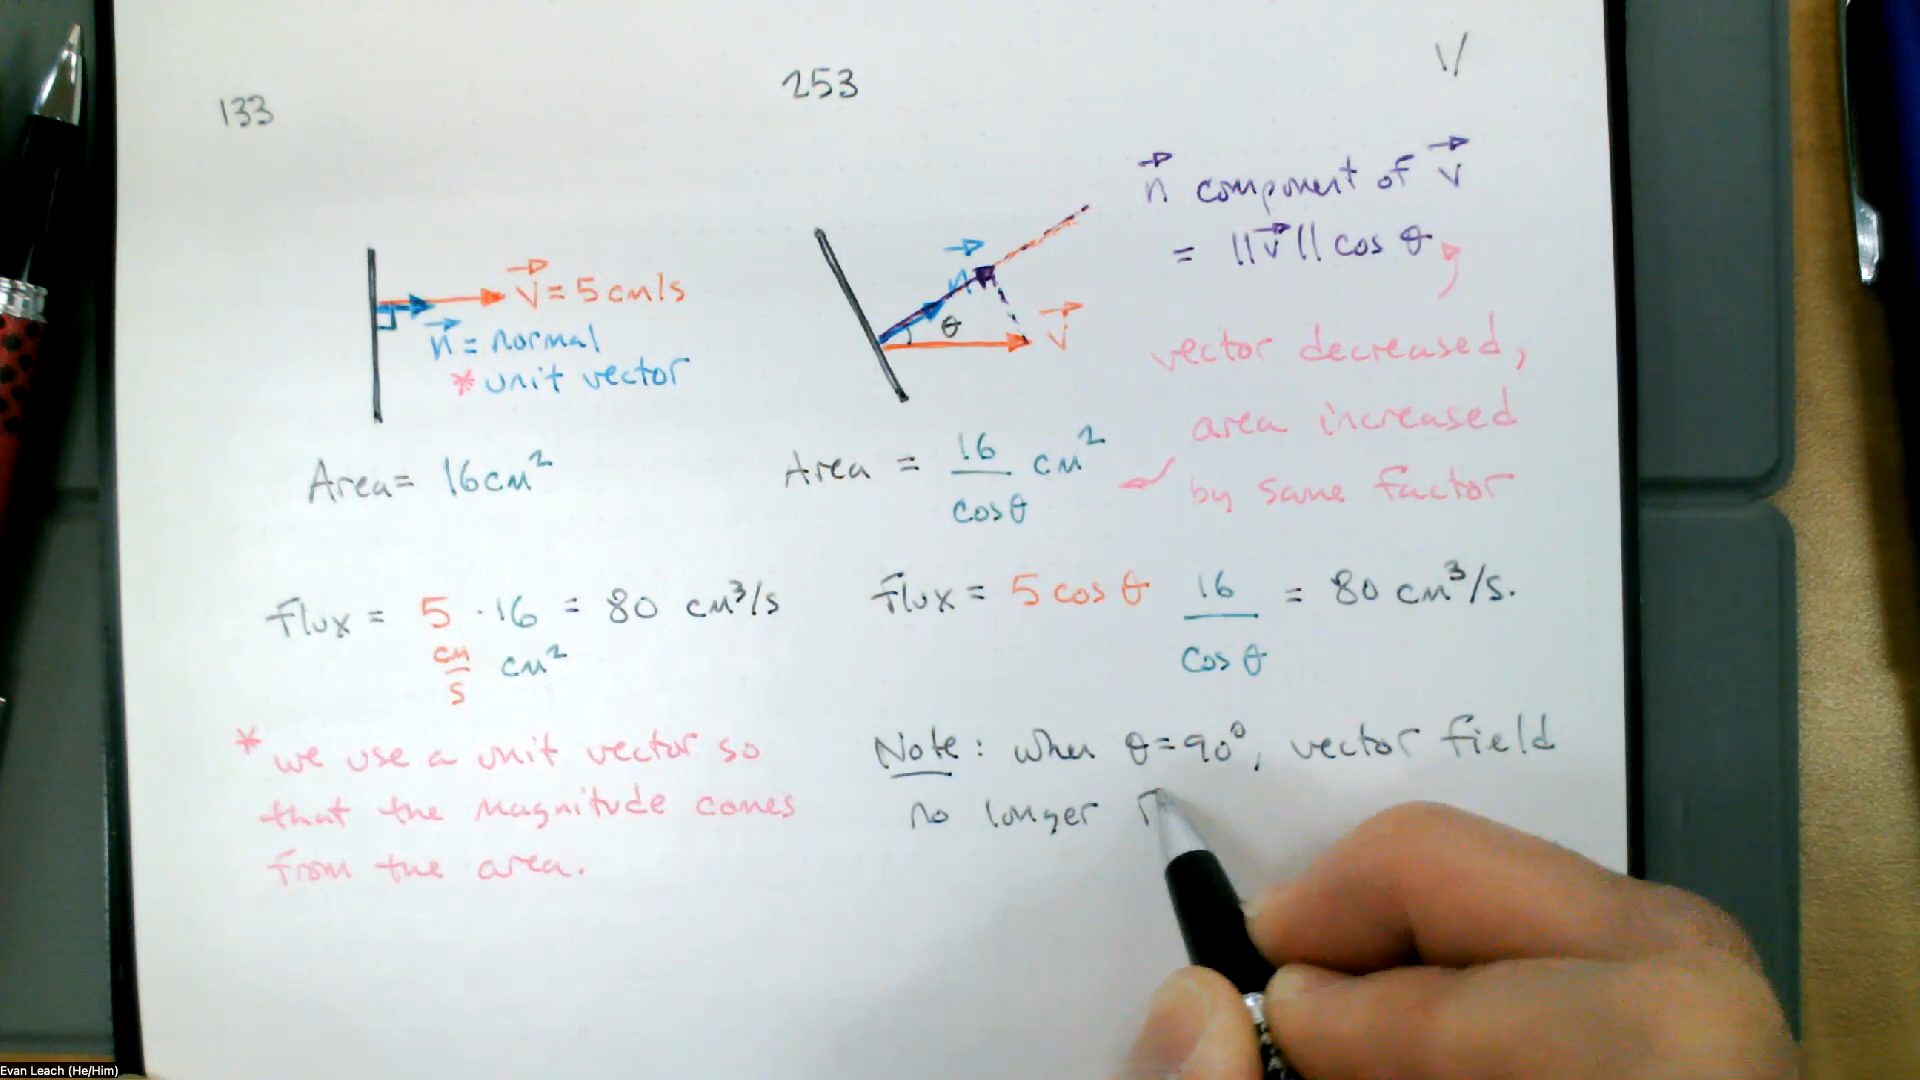 133
253
1/
n component of v
= ||v|| cos θ
v = 5 cm/s
n = normal
* unit vector
n
θ
v
vector decreased,
area increased
by same factor
Area = 16 cm²
Area = 16/cos θ cm²
Flux = 5 cm/s · 16 cm² = 80 cm³/s
Flux = 5 cos θ 16/cos θ = 80 cm³/s.
* we use a unit vector so
that the magnitude comes
from the area.
Note: when θ = 90°, vector field
no longer
Evan Leach (He/Him)